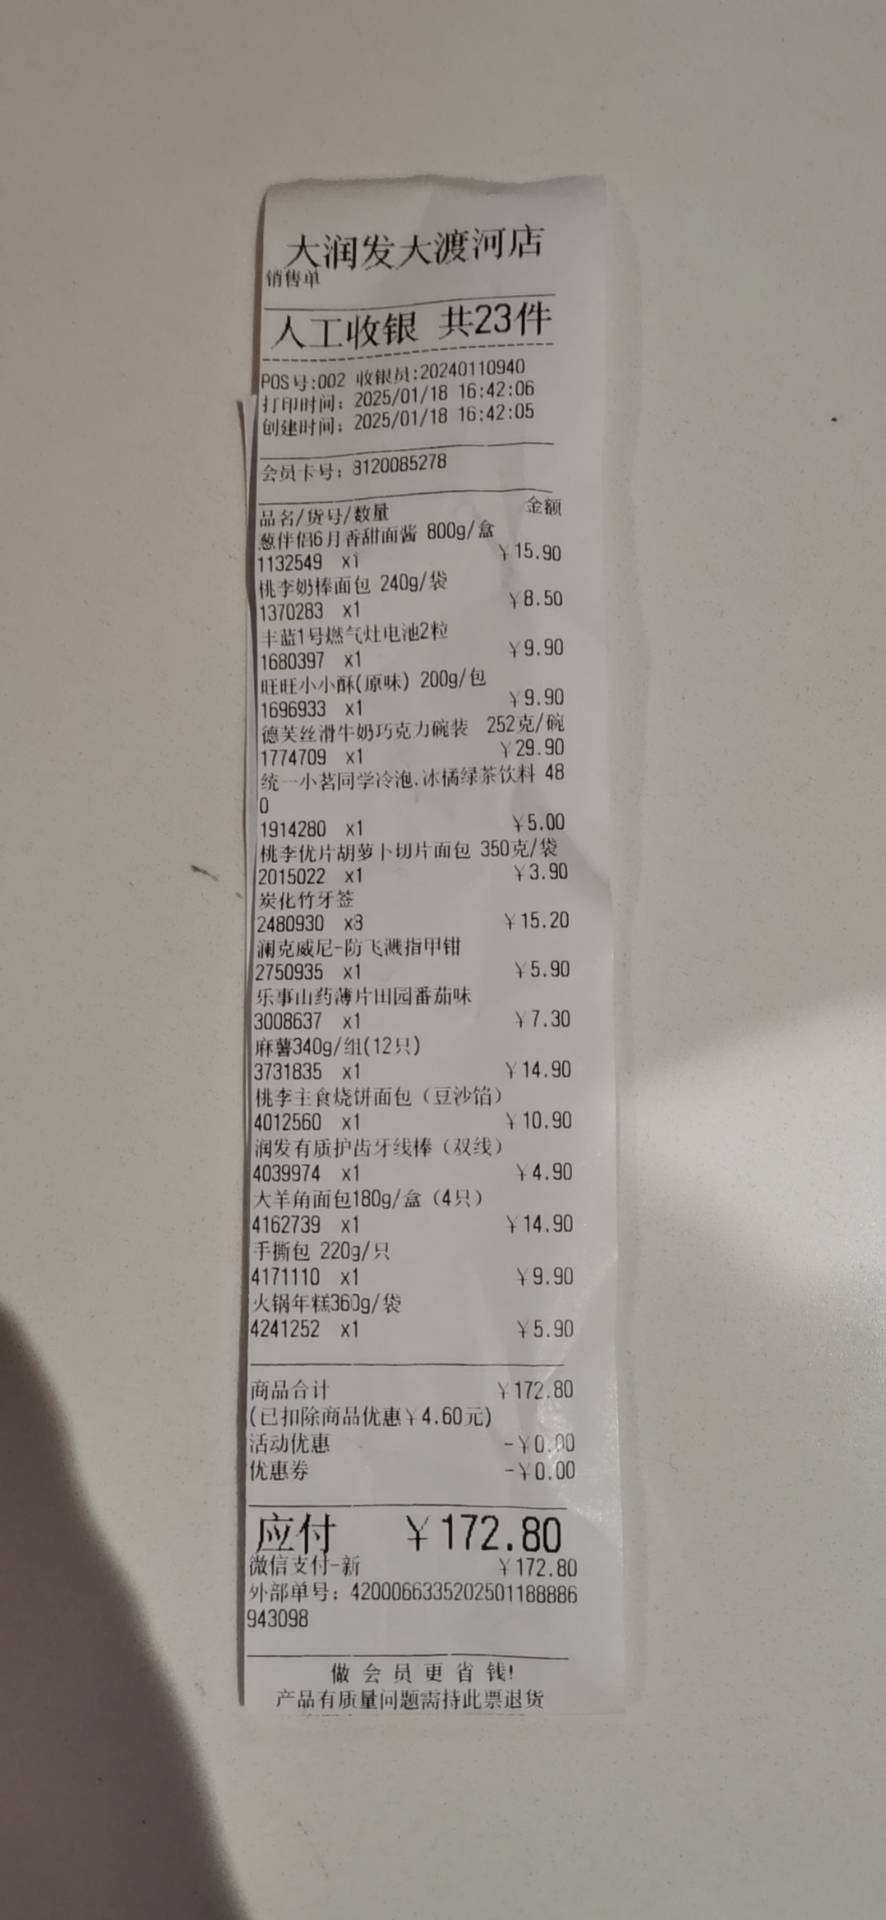 大润发大渡河店
销售单
人工收银 共23件
POS号:002 收银员:20240110940
打印时间: 2025/01/18 16:42:06
创建时间: 2025/01/18 16:42:05
会员卡号: 8120085278
品名/货号/数量 金额
葱伴侣6月香甜面酱 800g/盒
1132549 x1 ¥15.90
桃李奶棒面包 240g/袋
1370283 x1 ¥8.50
丰蓝1号燃气灶电池2粒
1680397 x1 ¥9.90
旺旺小小酥(原味) 200g/包
1696933 x1 ¥9.90
德芙丝滑牛奶巧克力碗装 252克/碗
1774709 x1 ¥29.90
统一小茗同学冷泡.冰橘绿茶饮料 48
0
1914280 x1 ¥5.00
桃李优片胡萝卜切片面包 350克/袋
2015022 x1 ¥3.90
炭化竹牙签
2480930 x8 ¥15.20
澜克威尼-防飞溅指甲钳
2750935 x1 ¥5.90
乐事山药薄片田园番茄味
3008637 x1 ¥7.30
麻薯340g/组(12只)
3731835 x1 ¥14.90
桃李主食烧饼面包（豆沙馅）
4012560 x1 ¥10.90
润发有质护齿牙线棒（双线）
4039974 x1 ¥4.90
大羊角面包180g/盒（4只）
4162739 x1 ¥14.90
手撕包 220g/只
4171110 x1 ¥9.90
火锅年糕360g/袋
4241252 x1 ¥5.90
商品合计 ¥172.80
(已扣除商品优惠¥4.60元)
活动优惠 -¥0.00
优惠券 -¥0.00
应付 ¥172.80
微信支付-新 ¥172.80
外部单号: 4200066335202501188886
943098
做会员更省钱!
产品有质量问题需持此票退货